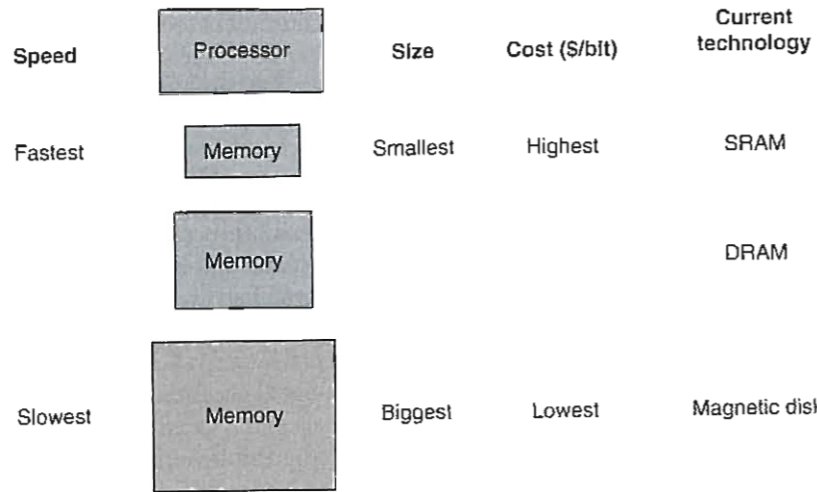 Speed Processor Size Cost ($/bit) Current
technology
Fastest Memory Smallest Highest SRAM
Memory DRAM
Slowest Memory Biggest Lowest Magnetic